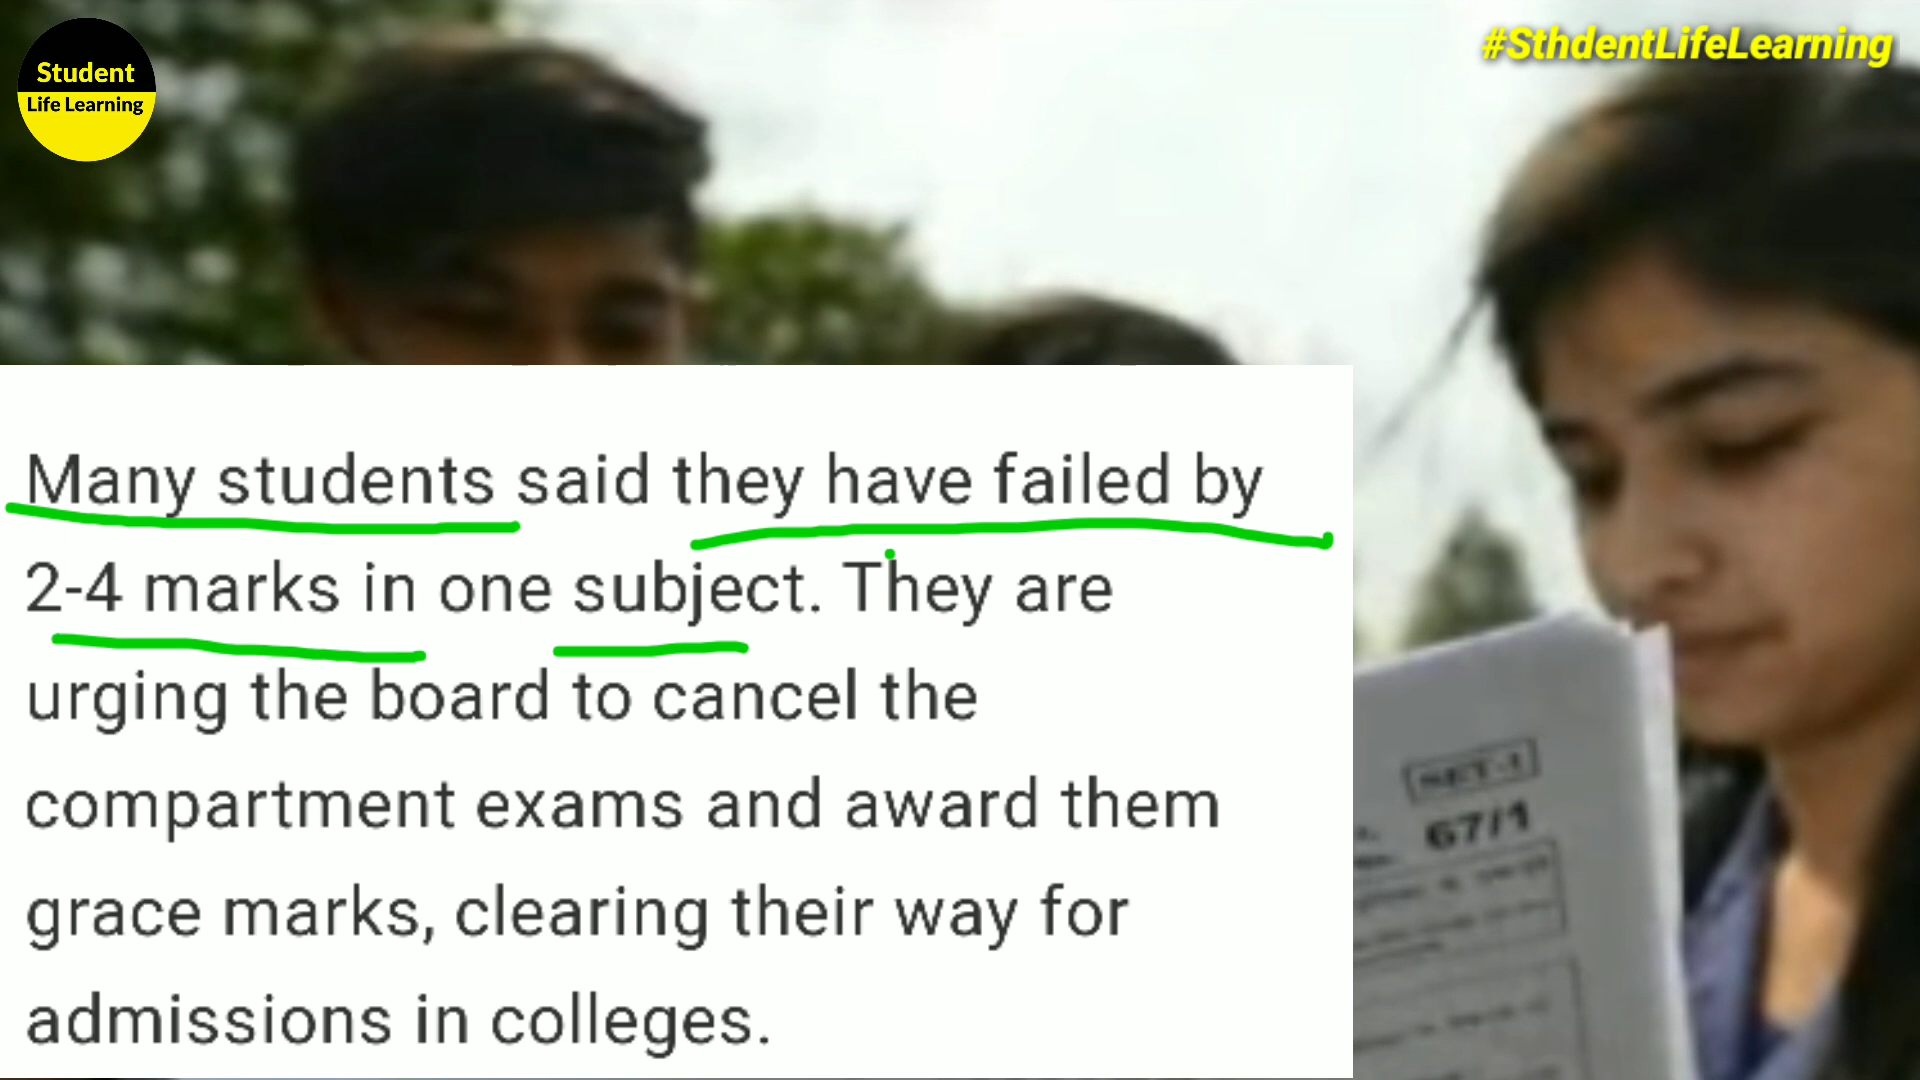 Student
Life Learning
#SthdentLifeLearning
Many students said they have failed by
2-4 marks in one subject. They are
urging the board to cancel the
compartment exams and award them
grace marks, clearing their way for
admissions in colleges.
SET-1
67/1